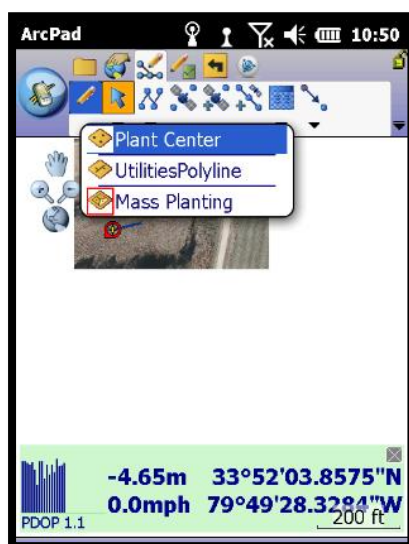 ArcPad 10:50
Plant Center
UtilitiesPolyline
Mass Planting
-4.65m 33°52'03.8575"N
0.0mph 79°49'28.3284"W
PDOP 1.1 200 ft